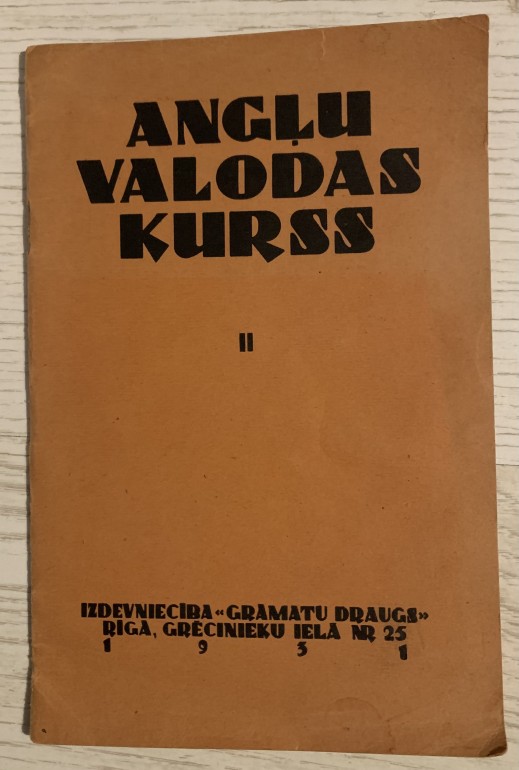 ANGĻU
VALODAS
KURSS
II
IZDEVNIECĪBA «GRĀMATU DRAUGS»
RĪGĀ, GRĒCINIEKU IELĀ NR 25
1 9 3 1